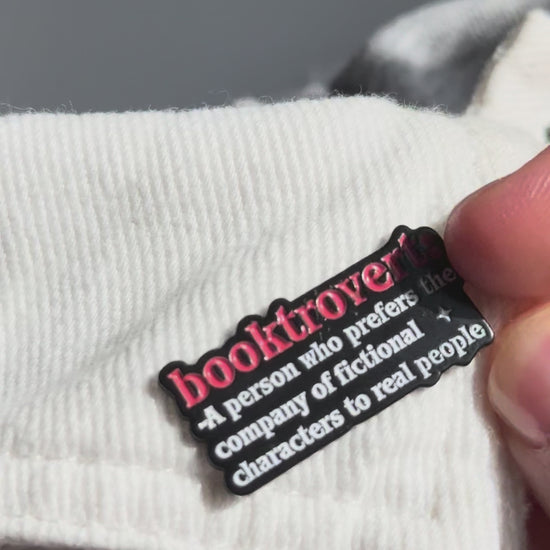 booktrovert
-A person who prefers the
company of fictional
characters to real people